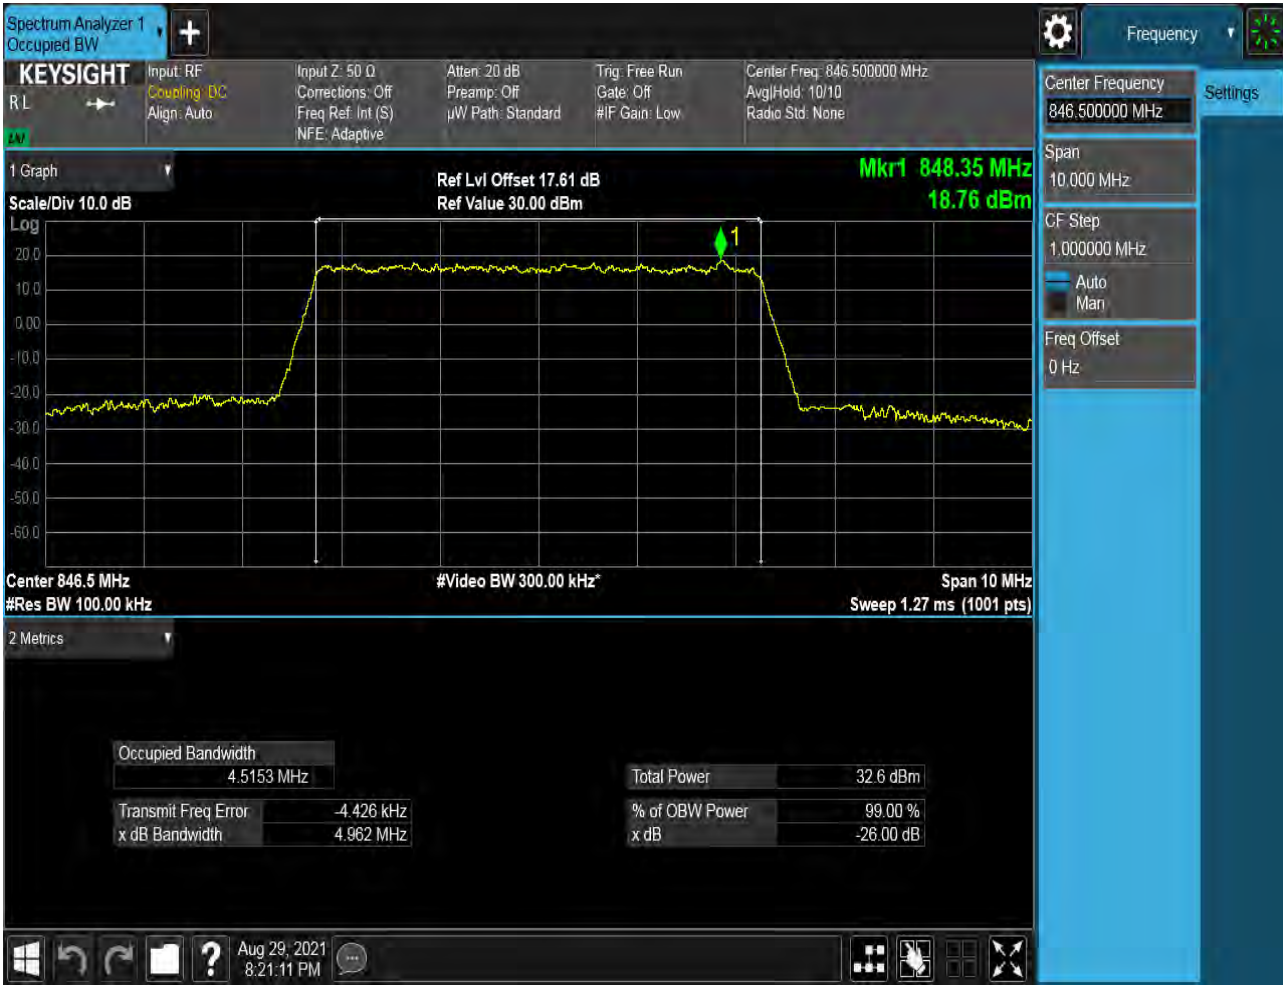 Spectrum Analyzer 1
Occupied BW
Frequency
KEYSIGHT
R L
Input: RF
Coupling: DC
Align: Auto
Input Z: 50 Ω
Corrections: Off
Freq Ref: Int (S)
NFE: Adaptive
Atten: 20 dB
Preamp: Off
µW Path: Standard
Trig: Free Run
Gate: Off
#IF Gain: Low
Center Freq: 846.500000 MHz
Avg|Hold: 10/10
Radio Std: None
Center Frequency
846.500000 MHz
Settings
Span
10.000 MHz
CF Step
1.000000 MHz
Auto
Man
Freq Offset
0 Hz
1 Graph
Scale/Div 10.0 dB
Log
Ref Lvl Offset 17.61 dB
Ref Value 30.00 dBm
Mkr1 848.35 MHz
18.76 dBm
1
20.0
10.0
0.00
-10.0
-20.0
-30.0
-40.0
-50.0
-60.0
Center 846.5 MHz
#Res BW 100.00 kHz
#Video BW 300.00 kHz*
Span 10 MHz
Sweep 1.27 ms (1001 pts)
2 Metrics
Occupied Bandwidth
4.5153 MHz
Transmit Freq Error -4.426 kHz
x dB Bandwidth 4.962 MHz
Total Power 32.6 dBm
% of OBW Power 99.00 %
x dB -26.00 dB
Aug 29, 2021
8:21:11 PM